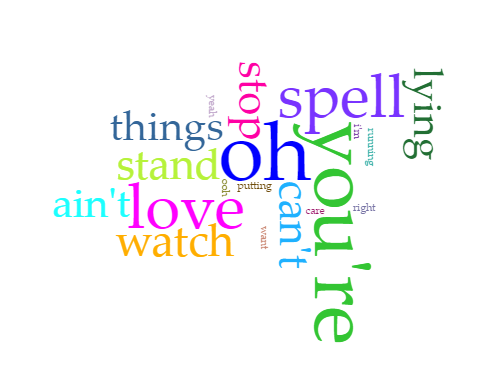 stop
spell
lying
yeah
things
oh
you're
i'm
running
stand
ooh
putting
can't
ain't
love
care
right
watch
want